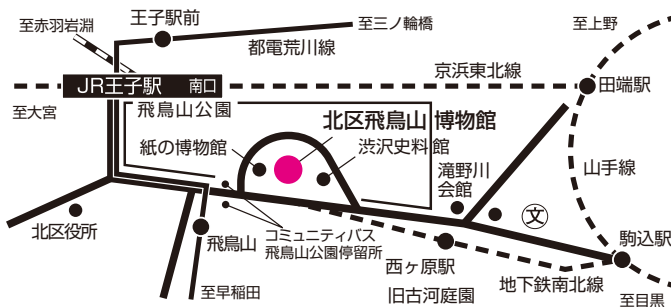 至赤羽岩淵
王子駅前
至三ノ輪橋
至上野
都電荒川線
京浜東北線
JR王子駅 南口
田端駅
至大宮
飛鳥山公園
北区飛鳥山 博物館
紙の博物館
渋沢史料館
山手線
滝野川
会館
文
北区役所
飛鳥山
コミュニティバス
飛鳥山公園停留所
駒込駅
西ヶ原駅
地下鉄南北線
至早稲田
旧古河庭園
至目黒